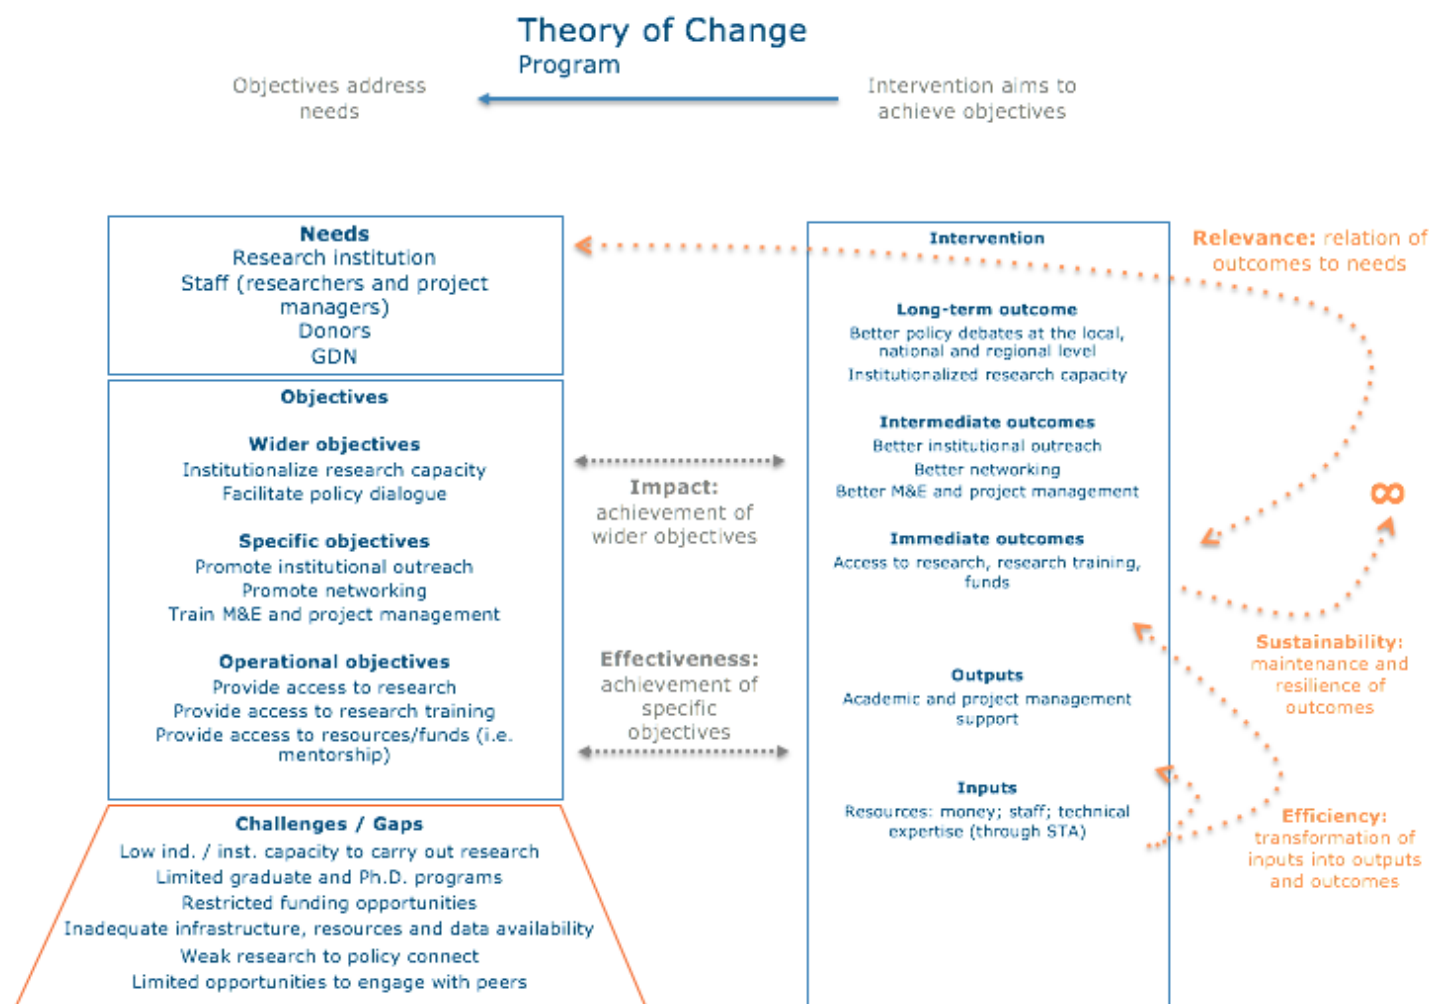 Theory of Change
Program
Objectives address
needs
Intervention aims to
achieve objectives
Needs
Research institution
Staff (researchers and project
managers)
Donors
GDN
Objectives
Wider objectives
Institutionalize research capacity
Facilitate policy dialogue
Specific objectives
Promote institutional outreach
Promote networking
Train M&E and project management
Operational objectives
Provide access to research
Provide access to research training
Provide access to resources/funds (i.e.
mentorship)
Challenges / Gaps
Low ind. / inst. capacity to carry out research
Limited graduate and Ph.D. programs
Restricted funding opportunities
Inadequate infrastructure, resources and data availability
Weak research to policy connect
Limited opportunities to engage with peers
Impact:
achievement of
wider objectives
Effectiveness:
achievement of
specific
objectives
Intervention
Long-term outcome
Better policy debates at the local,
national and regional level
Institutionalized research capacity
Intermediate outcomes
Better institutional outreach
Better networking
Better M&E and project management
Immediate outcomes
Access to research, research training,
funds
Outputs
Academic and project management
support
Inputs
Resources: money; staff; technical
expertise (through STA)
Relevance: relation of
outcomes to needs
∞
Sustainability:
maintenance and
resilience of
outcomes
Efficiency:
transformation of
inputs into outputs
and outcomes